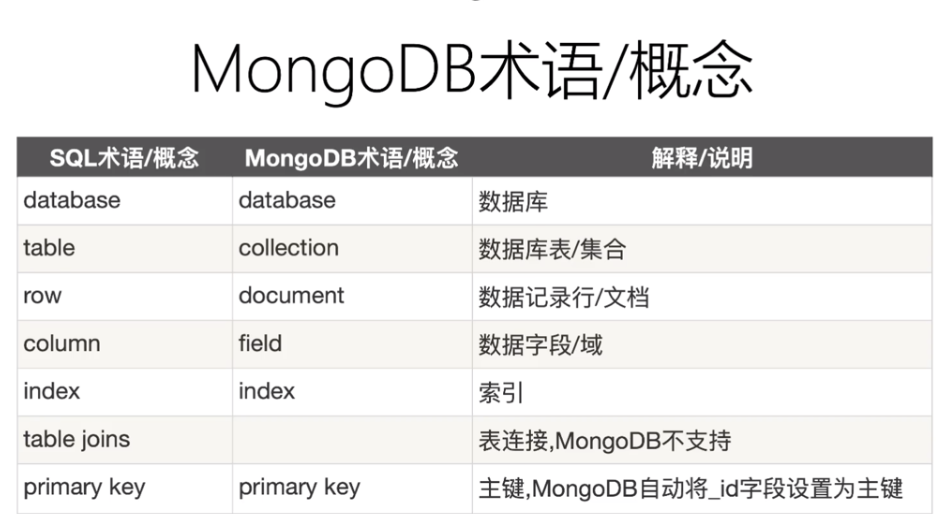 MongoDB术语/概念
SQL术语/概念 MongoDB术语/概念 解释/说明
database database 数据库
table collection 数据库表/集合
row document 数据记录行/文档
column field 数据字段/域
index index 索引
table joins 表连接,MongoDB不支持
primary key primary key 主键,MongoDB自动将_id字段设置为主键